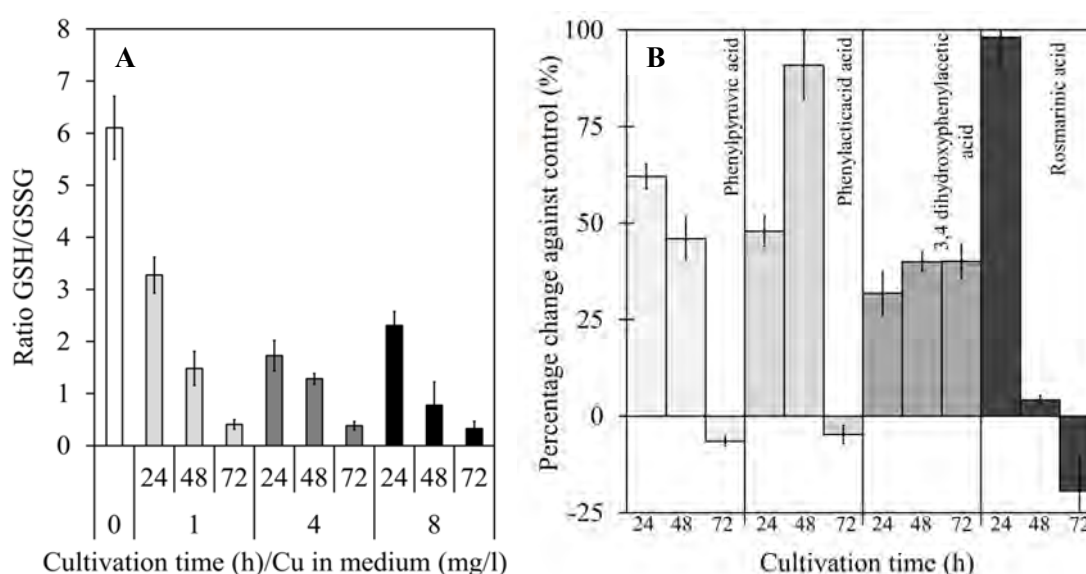 A
Ratio GSH/GSSG
8
7
6
5
4
3
2
1
0
24 48 72 24 48 72 24 48 72
0 1 4 8
Cultivation time (h)/Cu in medium (mg/l)
B
Percentage change against control (%)
100
75
50
25
0
-25
Phenylpyruvic acid
Phenylacticacid acid
3,4 dihydroxyphenylacetic
acid
Rosmarinic acid
24 48 72 24 48 72 24 48 72 24 48 72
Cultivation time (h)